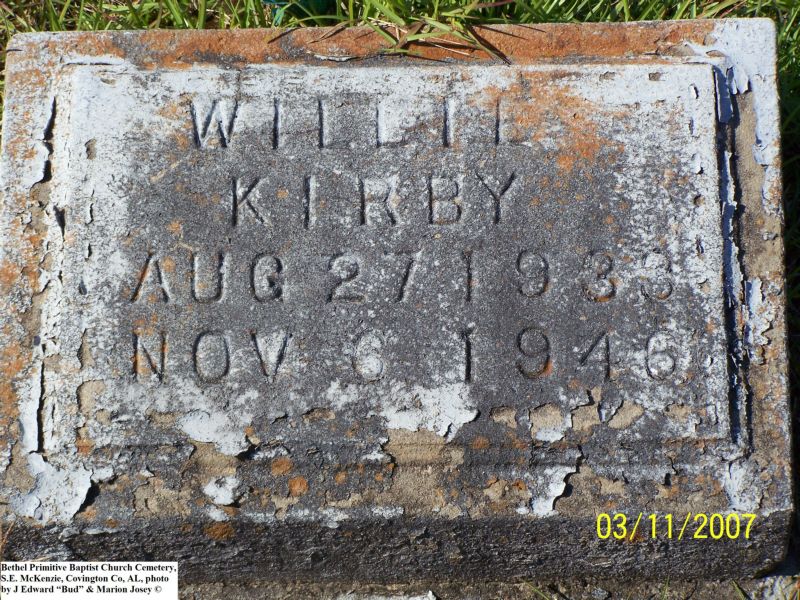 WILLIE
KIRBY
AUG 27 1933
NOV 6 1946
03/11/2007
Bethel Primitive Baptist Church Cemetery,
S.E. McKenzie, Covington Co, AL, photo
by J Edward “Bud” & Marion Josey ©